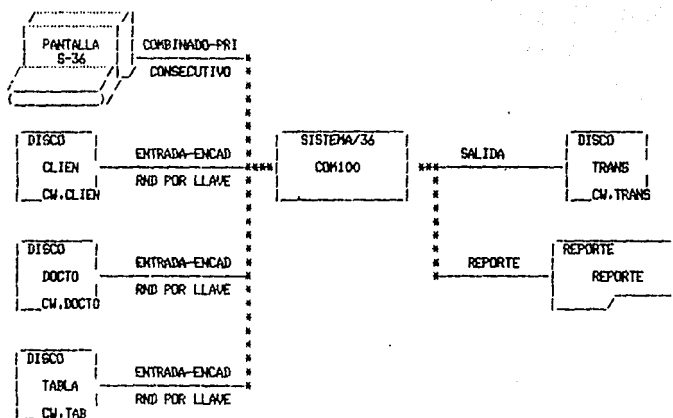 PANTALLA
S-36
COMBINADO-PRI
CONSECUTIVO
DISCO
CLIEN
CW.CLIEN
ENTRADA-ENCAD
RND POR LLAVE
SISTEMA/36
COM100
SALIDA
DISCO
TRANS
CW.TRANS
DISCO
DOCTO
CW.DOCTO
ENTRADA-ENCAD
RND POR LLAVE
REPORTE
REPORTE
REPORTE
DISCO
TABLA
CW.TAB
ENTRADA-ENCAD
RND POR LLAVE